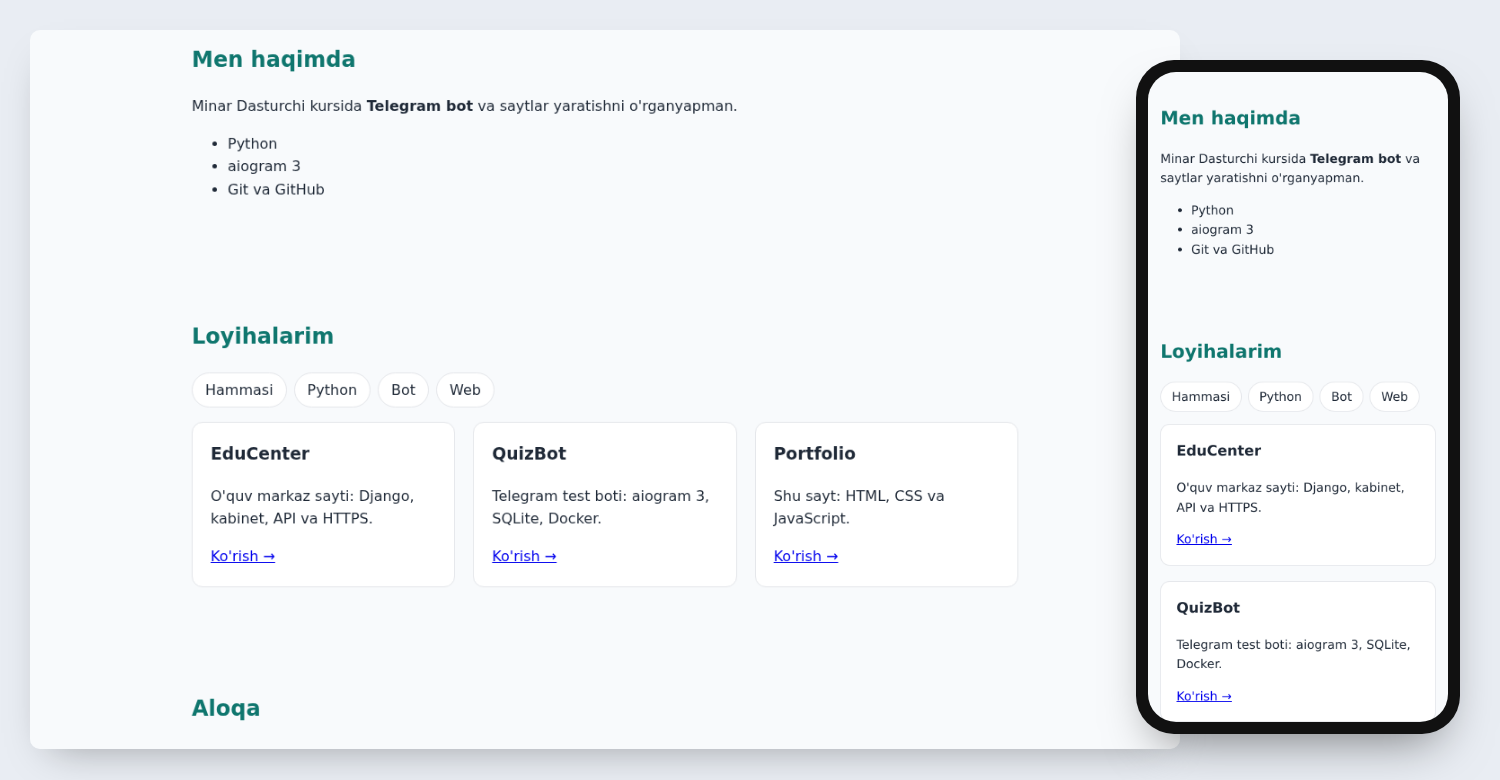 Men haqimda
Minar Dasturchi kursida Telegram bot va saytlar yaratishni o'rganyapman.
• Python
• aiogram 3
• Git va GitHub
Loyihalarim
Hammasi Python Bot Web
EduCenter
O'quv markaz sayti: Django,
kabinet, API va HTTPS.
Ko'rish →
QuizBot
Telegram test boti: aiogram 3,
SQLite, Docker.
Ko'rish →
Portfolio
Shu sayt: HTML, CSS va
JavaScript.
Ko'rish →
Aloqa
Men haqimda
Minar Dasturchi kursida Telegram bot va
saytlar yaratishni o'rganyapman.
• Python
• aiogram 3
• Git va GitHub
Loyihalarim
Hammasi Python Bot Web
EduCenter
O'quv markaz sayti: Django, kabinet,
API va HTTPS.
Ko'rish →
QuizBot
Telegram test boti: aiogram 3, SQLite,
Docker.
Ko'rish →